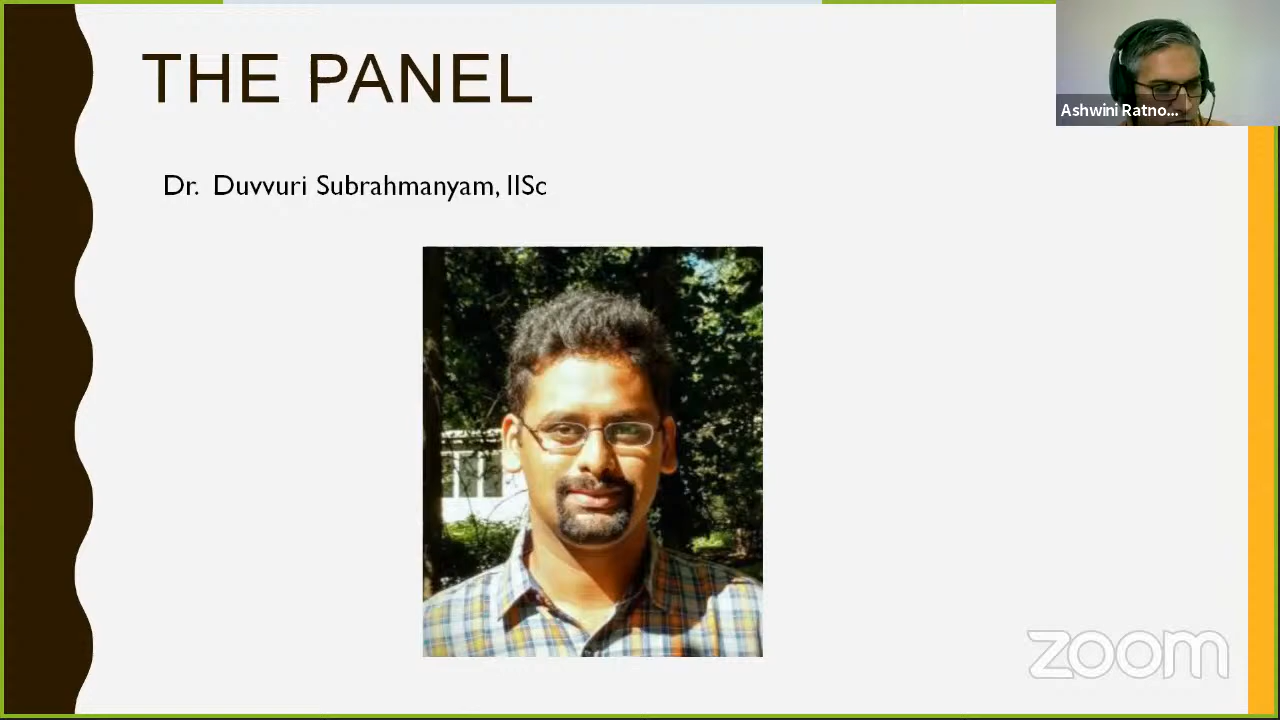 THE PANEL
Ashwini Ratno...
Dr. Duvvuri Subrahmanyam, IISc
zoom